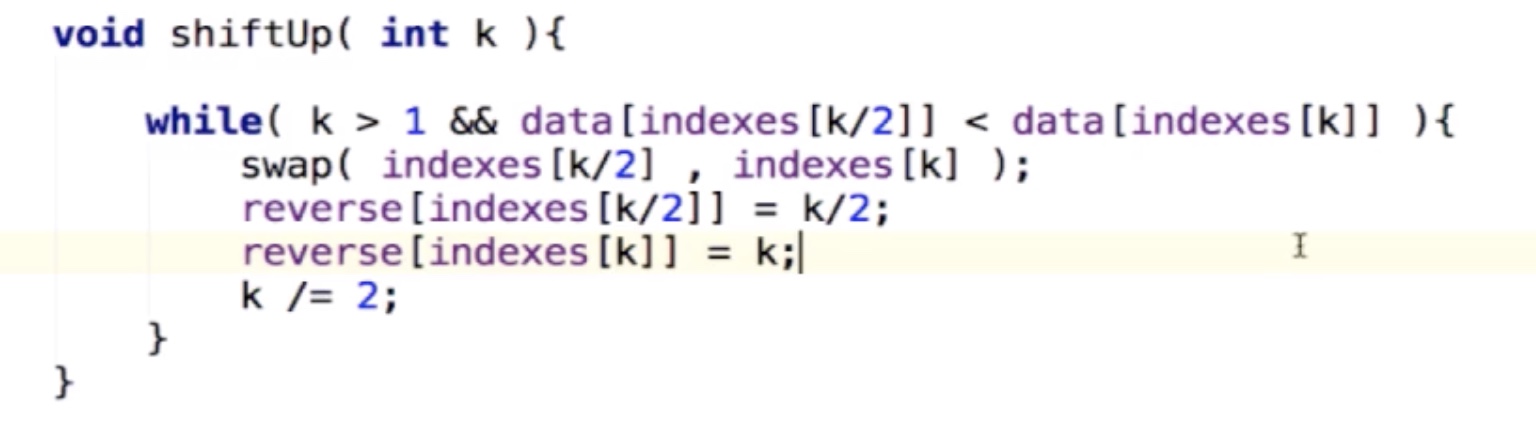 void shiftUp( int k ){
while( k > 1 && data[indexes[k/2]] < data[indexes[k]] ){
swap( indexes[k/2] , indexes[k] );
reverse[indexes[k/2]] = k/2;
reverse[indexes[k]] = k;
k /= 2;
}
}